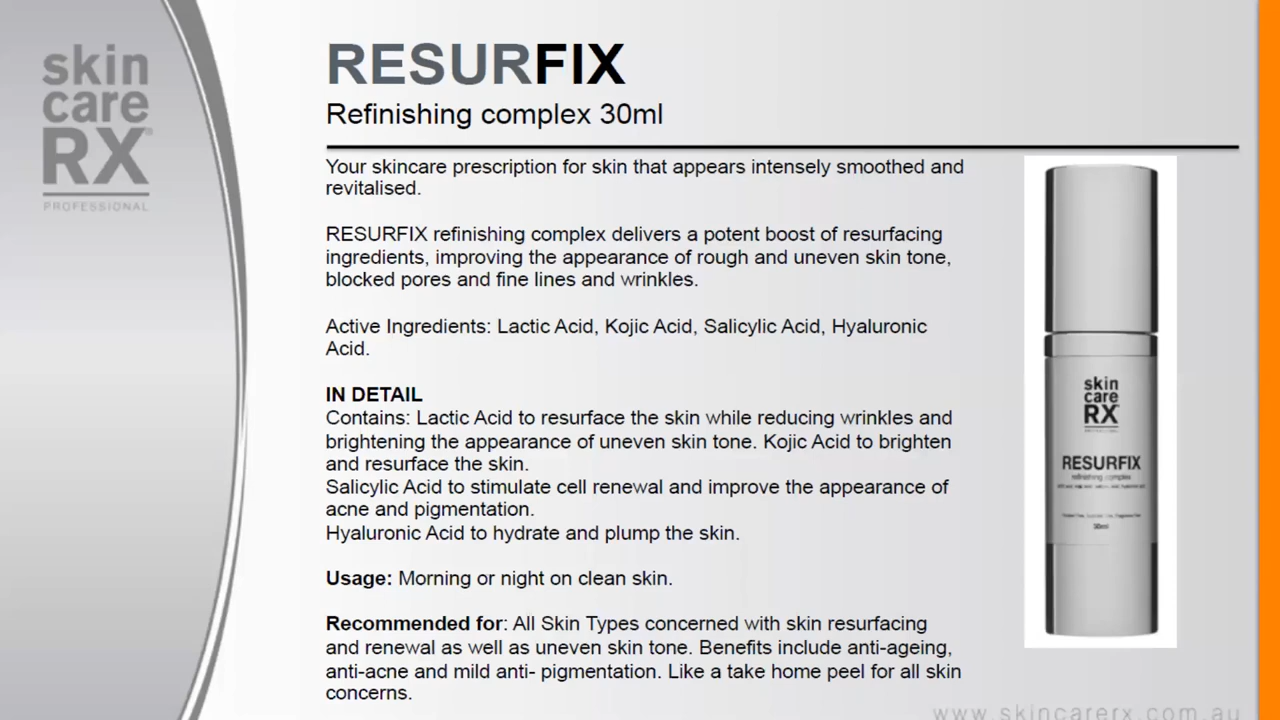 skin
care
RX®
PROFESSIONAL
RESURFIX
Refinishing complex 30ml
Your skincare prescription for skin that appears intensely smoothed and
revitalised.
RESURFIX refinishing complex delivers a potent boost of resurfacing
ingredients, improving the appearance of rough and uneven skin tone,
blocked pores and fine lines and wrinkles.
Active Ingredients: Lactic Acid, Kojic Acid, Salicylic Acid, Hyaluronic
Acid.
IN DETAIL
Contains: Lactic Acid to resurface the skin while reducing wrinkles and
brightening the appearance of uneven skin tone. Kojic Acid to brighten
and resurface the skin.
Salicylic Acid to stimulate cell renewal and improve the appearance of
acne and pigmentation.
Hyaluronic Acid to hydrate and plump the skin.
Usage: Morning or night on clean skin.
Recommended for: All Skin Types concerned with skin resurfacing
and renewal as well as uneven skin tone. Benefits include anti-ageing,
anti-acne and mild anti- pigmentation. Like a take home peel for all skin
concerns.
skin
care
RX
RESURFIX
refinishing complex
30ml
www.skincarerx.com.au